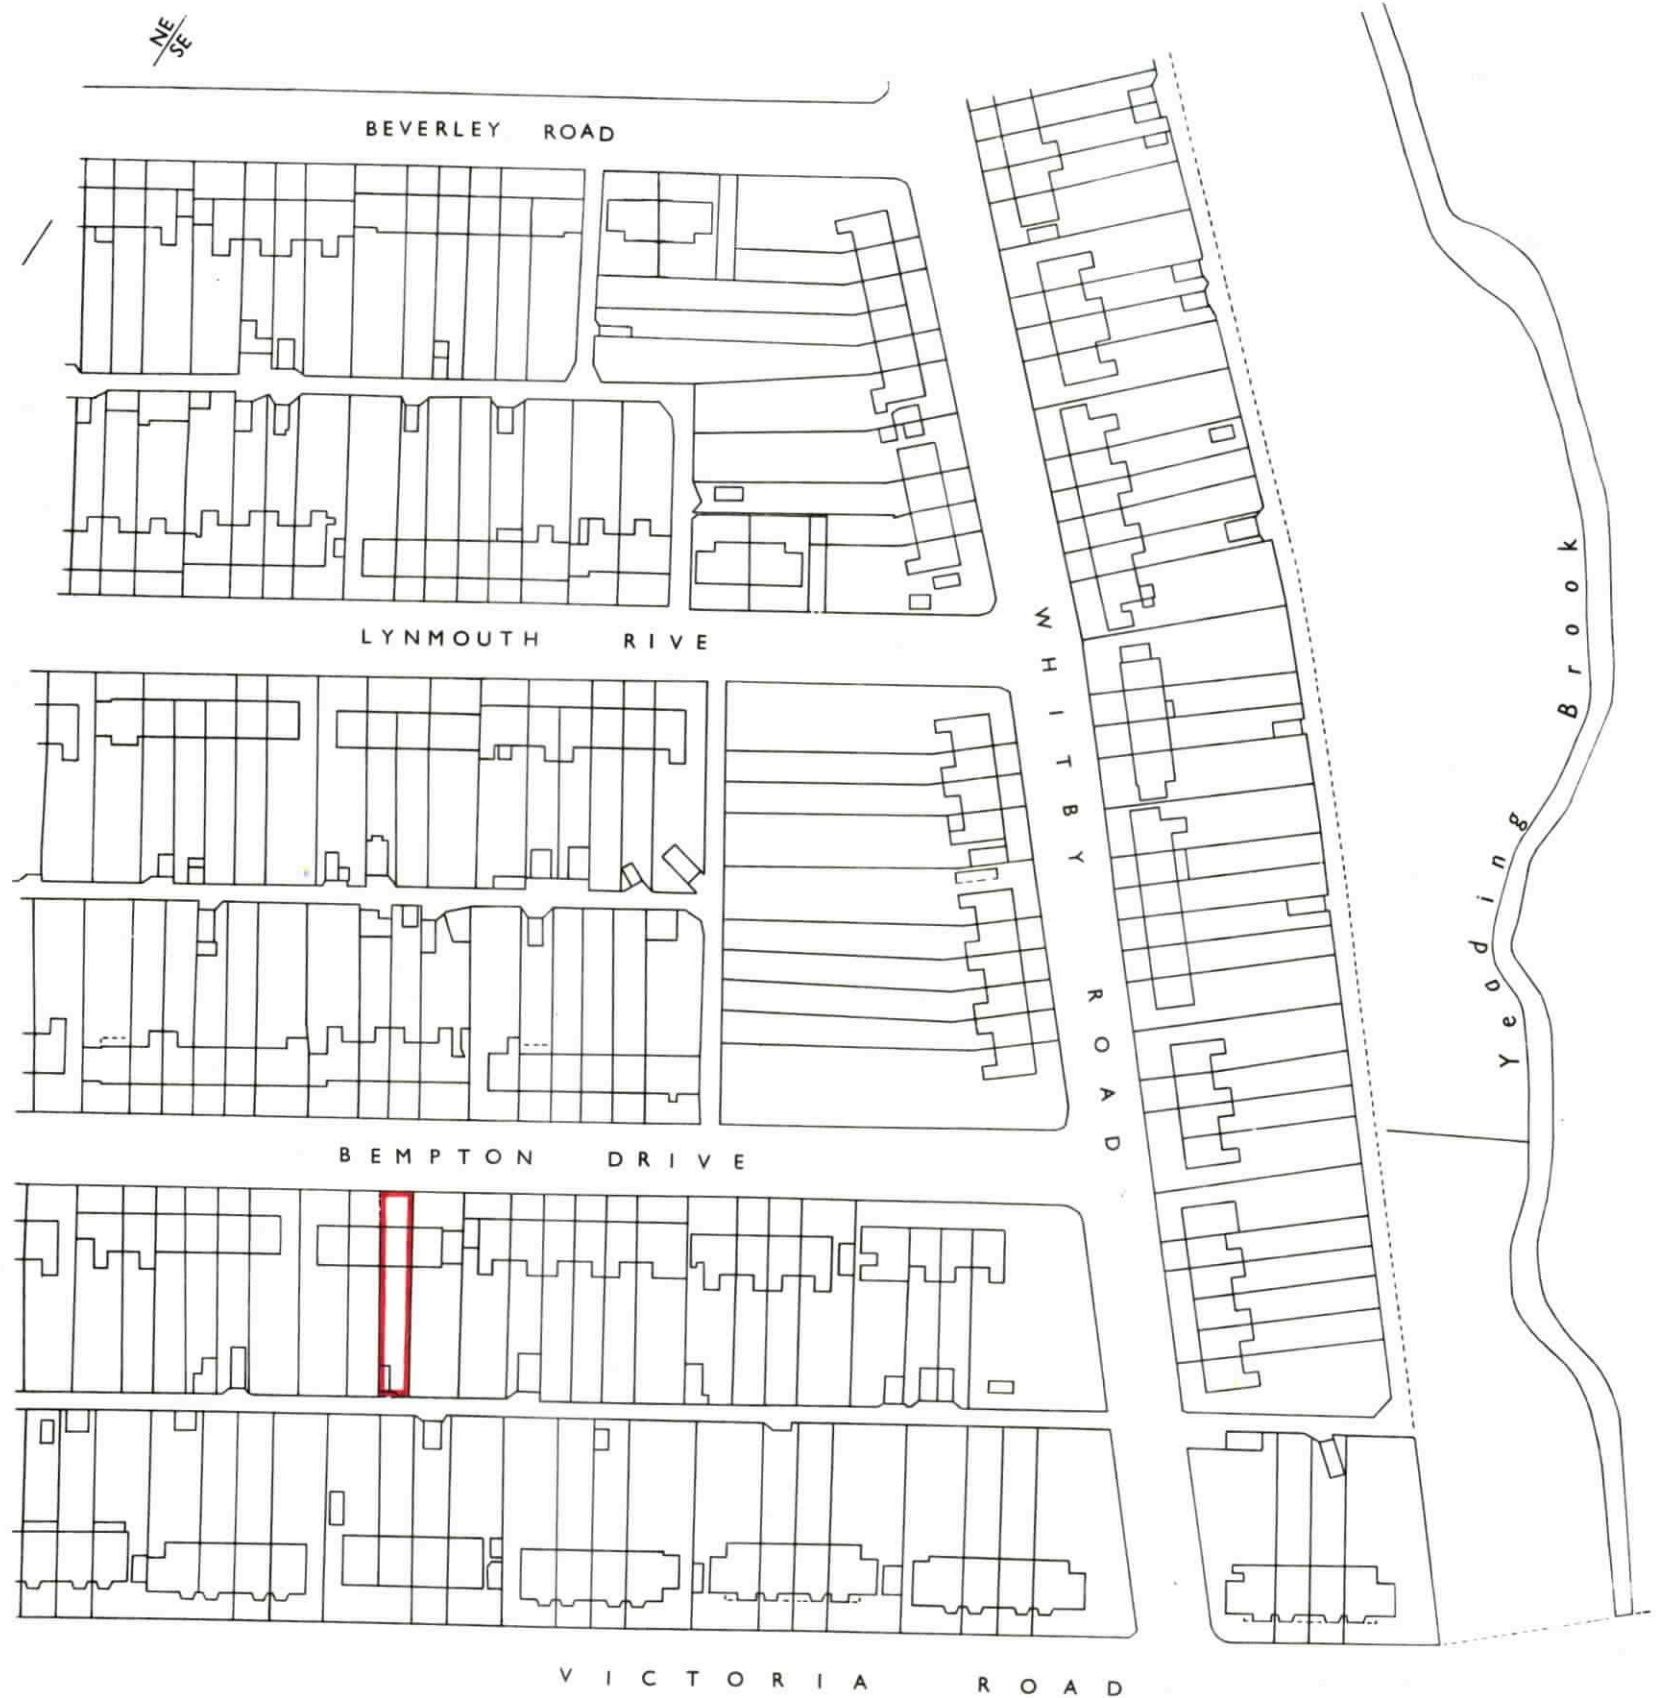 NE/SE
BEVERLEY ROAD
LYNMOUTH RIVE
WHITBY ROAD
Yeading Brook
BEMPTON DRIVE
VICTORIA ROAD